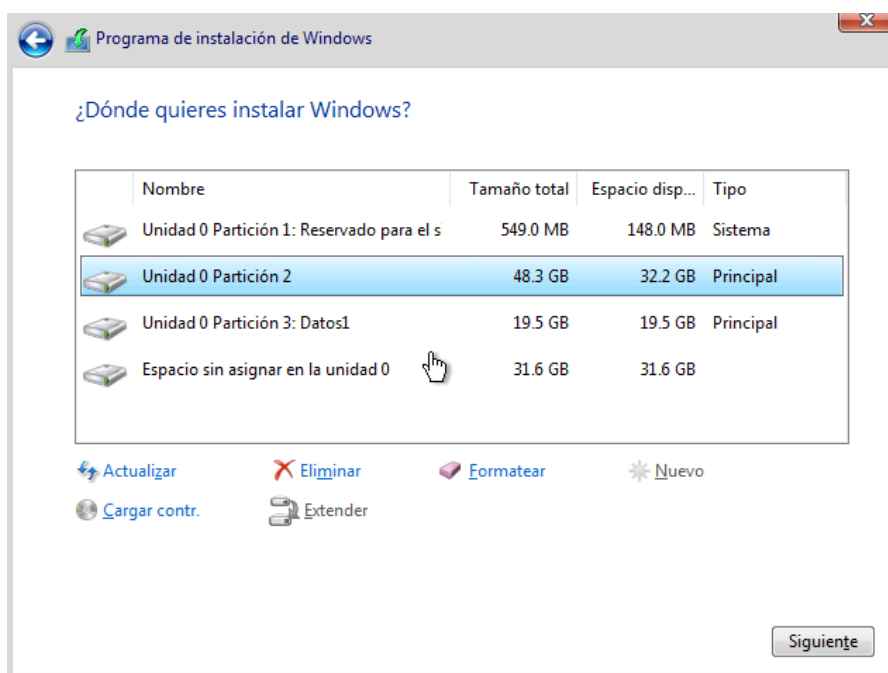 Programa de instalación de Windows
¿Dónde quieres instalar Windows?
Nombre Tamaño total Espacio disp... Tipo
Unidad 0 Partición 1: Reservado para el s 549.0 MB 148.0 MB Sistema
Unidad 0 Partición 2 48.3 GB 32.2 GB Principal
Unidad 0 Partición 3: Datos1 19.5 GB 19.5 GB Principal
Espacio sin asignar en la unidad 0 31.6 GB 31.6 GB
Actualizar Eliminar Formatear Nuevo
Cargar contr. Extender
Siguiente